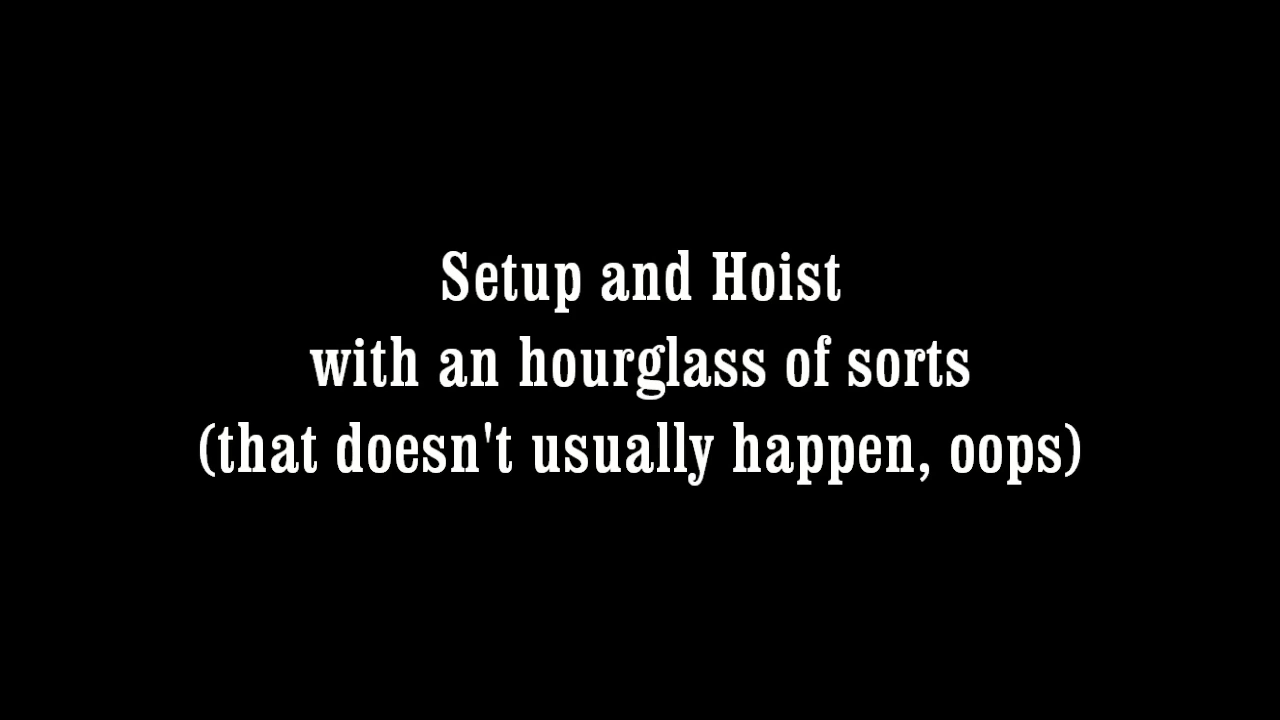 Setup and Hoist
with an hourglass of sorts
(that doesn't usually happen, oops)